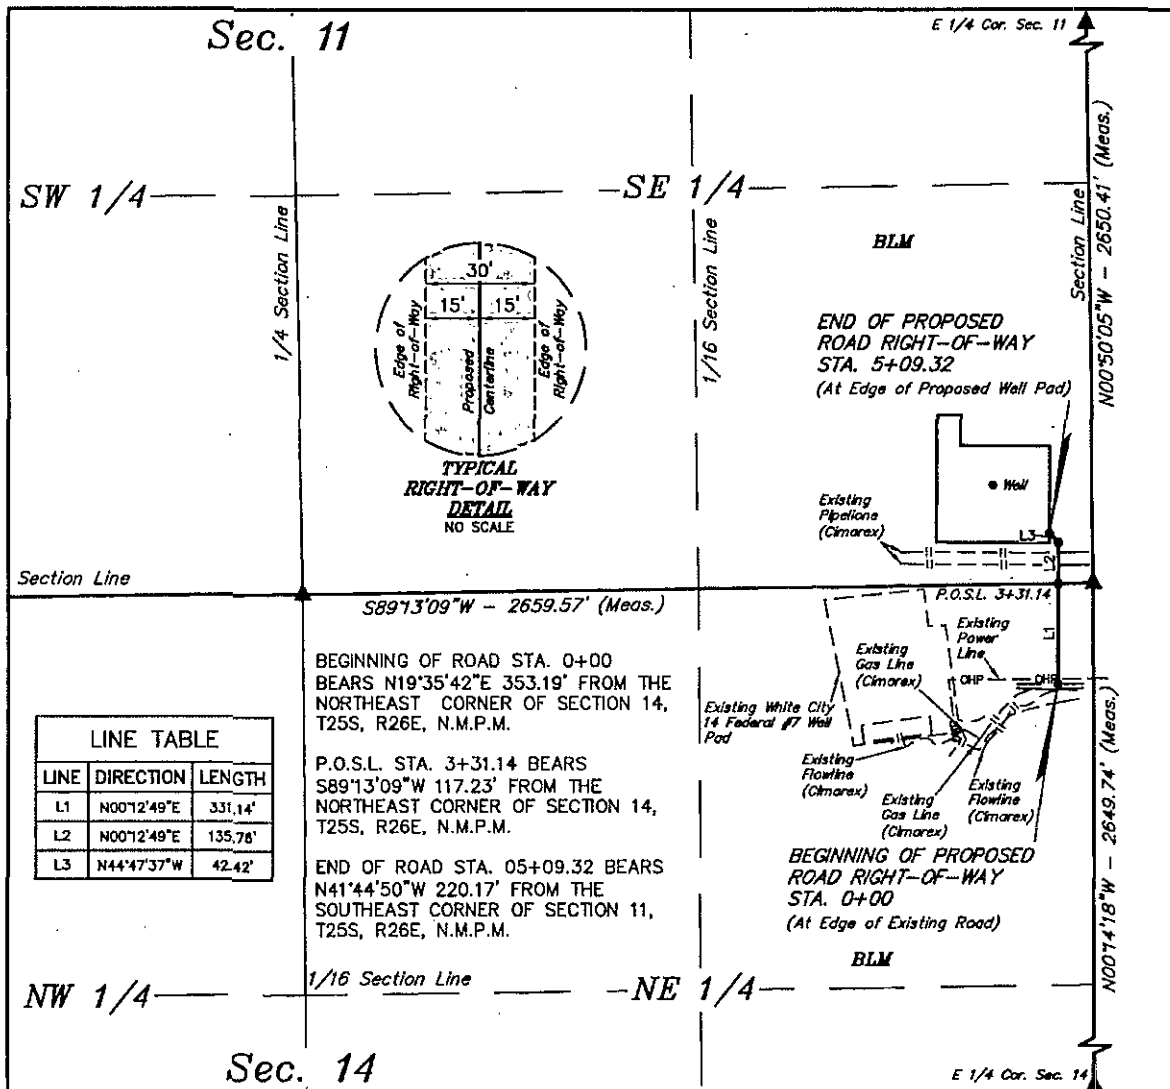 Sec. 11
E 1/4 Cor. Sec. 11
SW 1/4
SE 1/4
1/4 Section Line
1/16 Section Line
Section Line
N00°50'05"W - 2650.41' (Meas.)
BLM
30'
15'
15'
Edge of
Right-of-Way
Proposed
Centerline
Edge of
Right-of-Way
TYPICAL
RIGHT-OF-WAY
DETAIL
NO SCALE
END OF PROPOSED
ROAD RIGHT-OF-WAY
STA. 5+09.32
(At Edge of Proposed Well Pad)
Well
Existing
Pipeline
(Cimarex)
L3
L2
Section Line
S89°13'09"W - 2659.57' (Meas.)
P.O.S.L. 3+31.14
L1
Existing
Power
Line
Existing
Gas Line
(Cimarex)
OHP
OHP
Existing White City
14 Federal #7 Well
Pad
Existing
Flowline
(Cimarex)
Existing
Gas Line
(Cimarex)
Existing
Flowline
(Cimarex)
BEGINNING OF ROAD STA. 0+00
BEARS N19°35'42"E 353.19' FROM THE
NORTHEAST CORNER OF SECTION 14,
T25S, R26E, N.M.P.M.
P.O.S.L. STA. 3+31.14 BEARS
S89°13'09"W 117.23' FROM THE
NORTHEAST CORNER OF SECTION 14,
T25S, R26E, N.M.P.M.
END OF ROAD STA. 05+09.32 BEARS
N41°44'50"W 220.17' FROM THE
SOUTHEAST CORNER OF SECTION 11,
T25S, R26E, N.M.P.M.
LINE TABLE
LINE DIRECTION LENGTH
L1 N00°12'49"E 331.14'
L2 N00°12'49"E 135.76'
L3 N44°47'37"W 42.42'
BEGINNING OF PROPOSED
ROAD RIGHT-OF-WAY
STA. 0+00
(At Edge of Existing Road)
BLM
N00°14'18"W - 2649.74' (Meas.)
1/16 Section Line
NW 1/4
NE 1/4
Sec. 14
E 1/4 Cor. Sec. 14